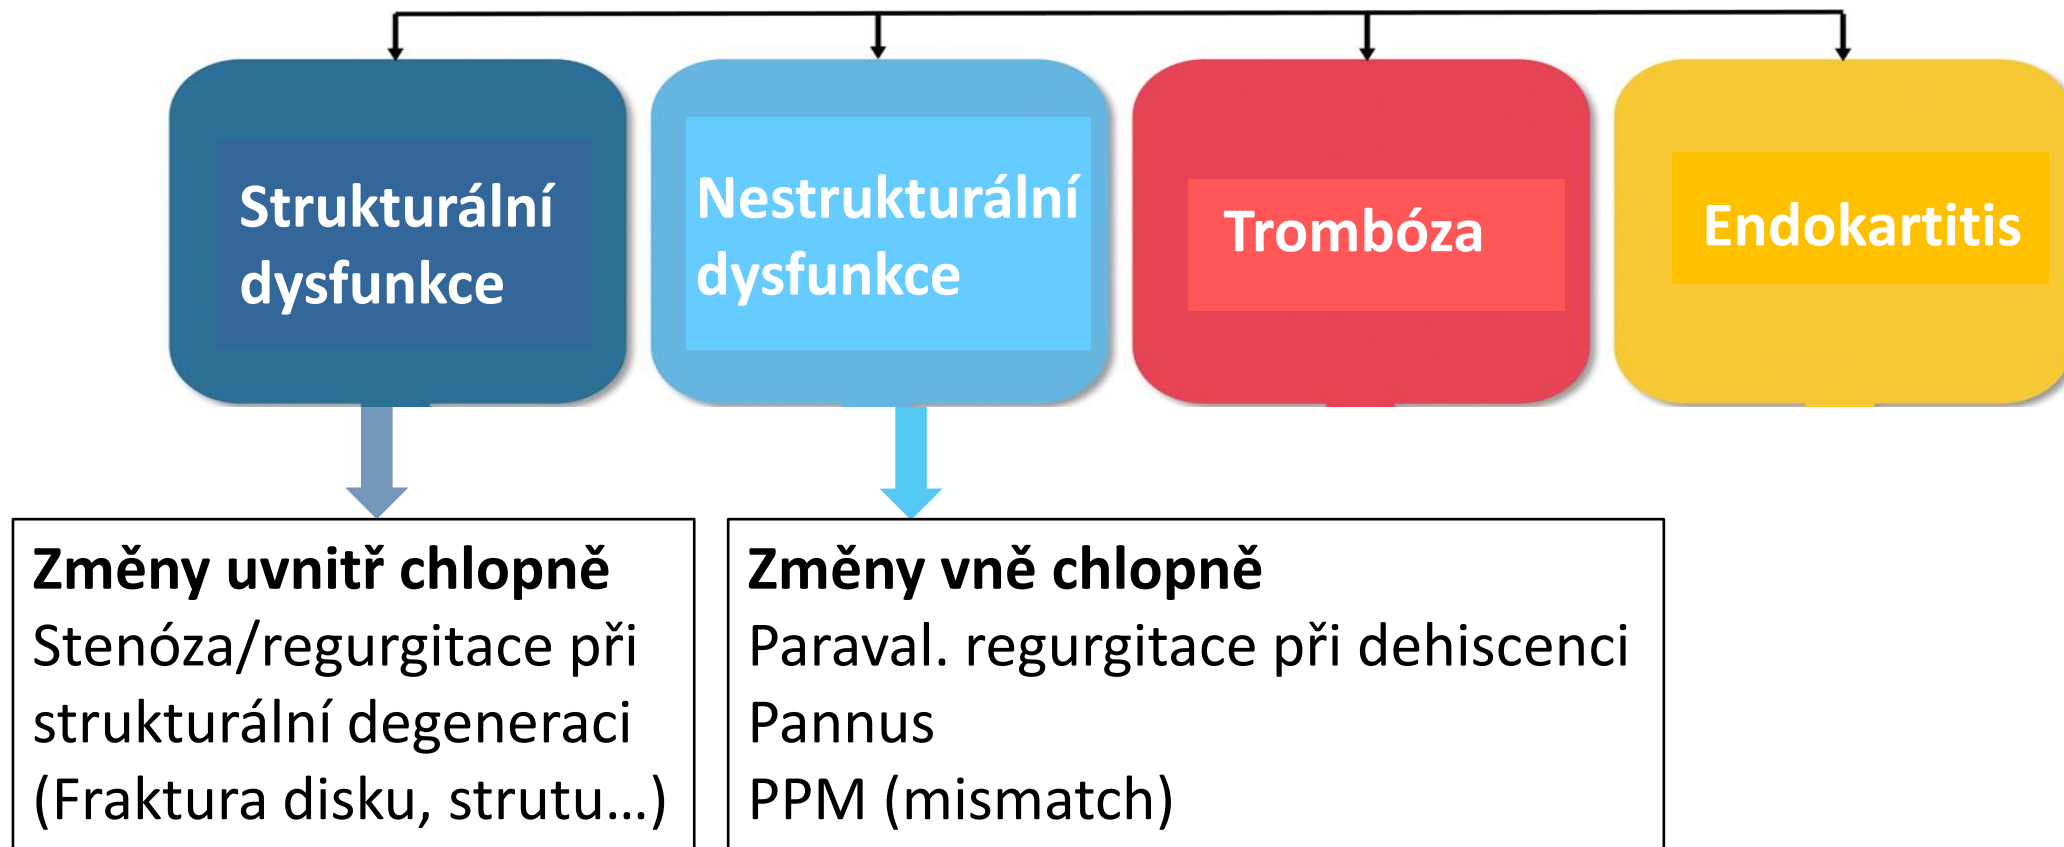 Strukturální
dysfunkce
Nestrukturální
dysfunkce
Trombóza
Endokartitis
Změny uvnitř chlopně
Stenóza/regurgitace při
strukturální degeneraci
(Fraktura disku, strutu...)
Změny vně chlopně
Paraval. regurgitace při dehiscenci
Pannus
PPM (mismatch)